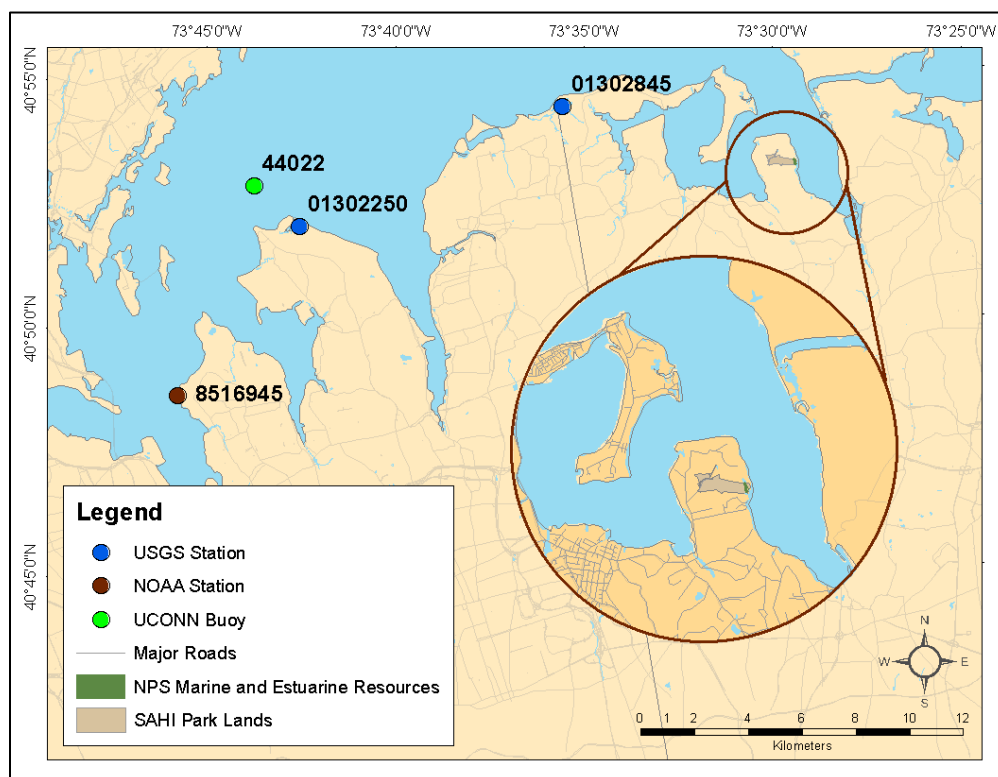 73°45'0"W 73°40'0"W 73°35'0"W 73°30'0"W 73°25'0"W
40°55'0"N
01302845
44022
01302250
40°50'0"N
8516945
40°45'0"N
Legend
USGS Station
NOAA Station
UCONN Buoy
Major Roads
NPS Marine and Estuarine Resources
SAHI Park Lands
N
W E
S
0 1 2 4 6 8 10 12
Kilometers